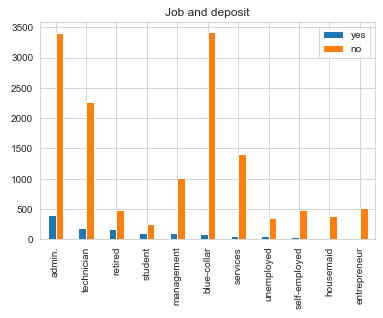 Job and deposit
yes
no
3500
3000
2500
2000
1500
1000
500
0
admin.
technician
retired
student
management
blue-collar
services
unemployed
self-employed
housemaid
entrepreneur